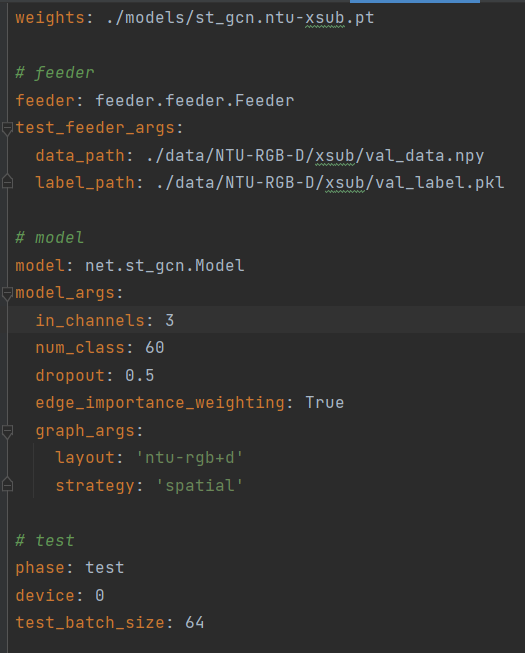 weights: ./models/st_gcn.ntu-xsub.pt
# feeder
feeder: feeder.feeder.Feeder
test_feeder_args:
  data_path: ./data/NTU-RGB-D/xsub/val_data.npy
  label_path: ./data/NTU-RGB-D/xsub/val_label.pkl
# model
model: net.st_gcn.Model
model_args:
  in_channels: 3
  num_class: 60
  dropout: 0.5
  edge_importance_weighting: True
  graph_args:
    layout: 'ntu-rgb+d'
    strategy: 'spatial'
# test
phase: test
device: 0
test_batch_size: 64